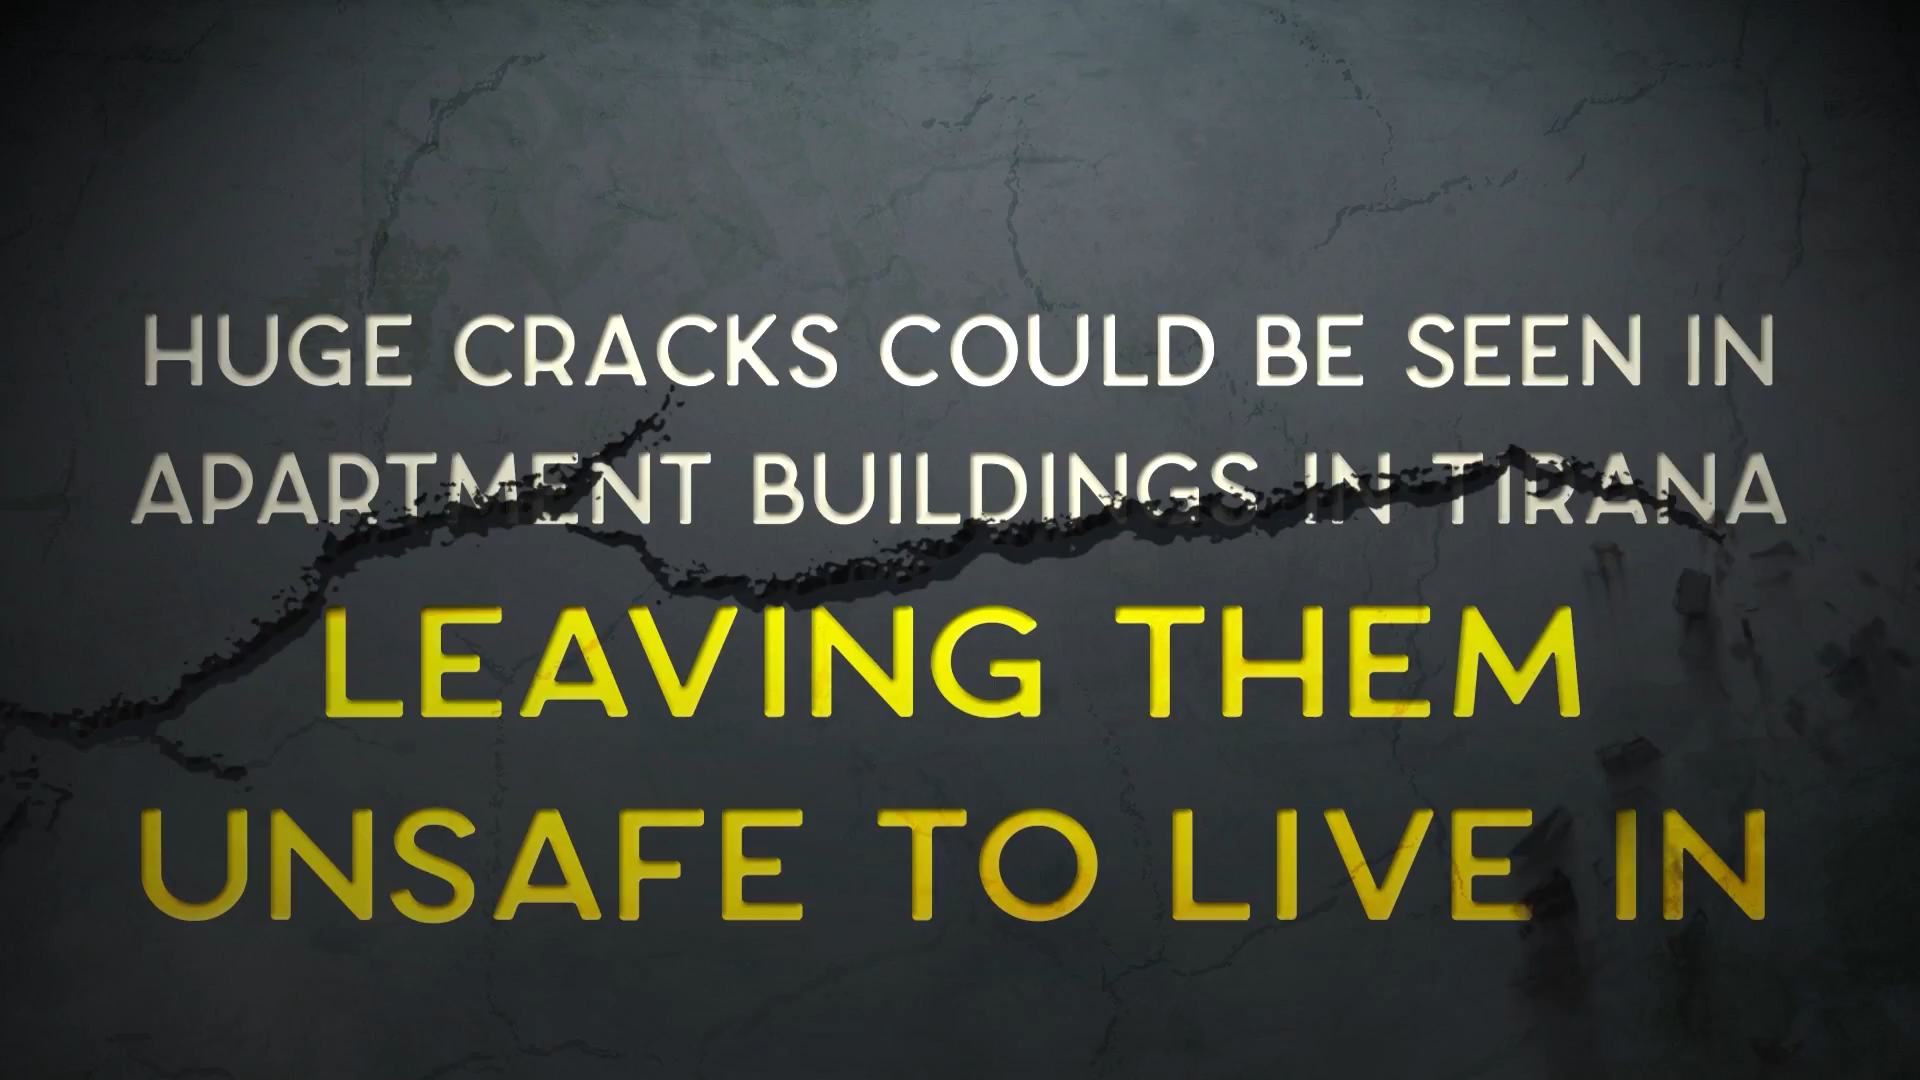 HUGE CRACKS COULD BE SEEN IN
APARTMENT BUILDINGS IN TIRANA
LEAVING THEM
UNSAFE TO LIVE IN